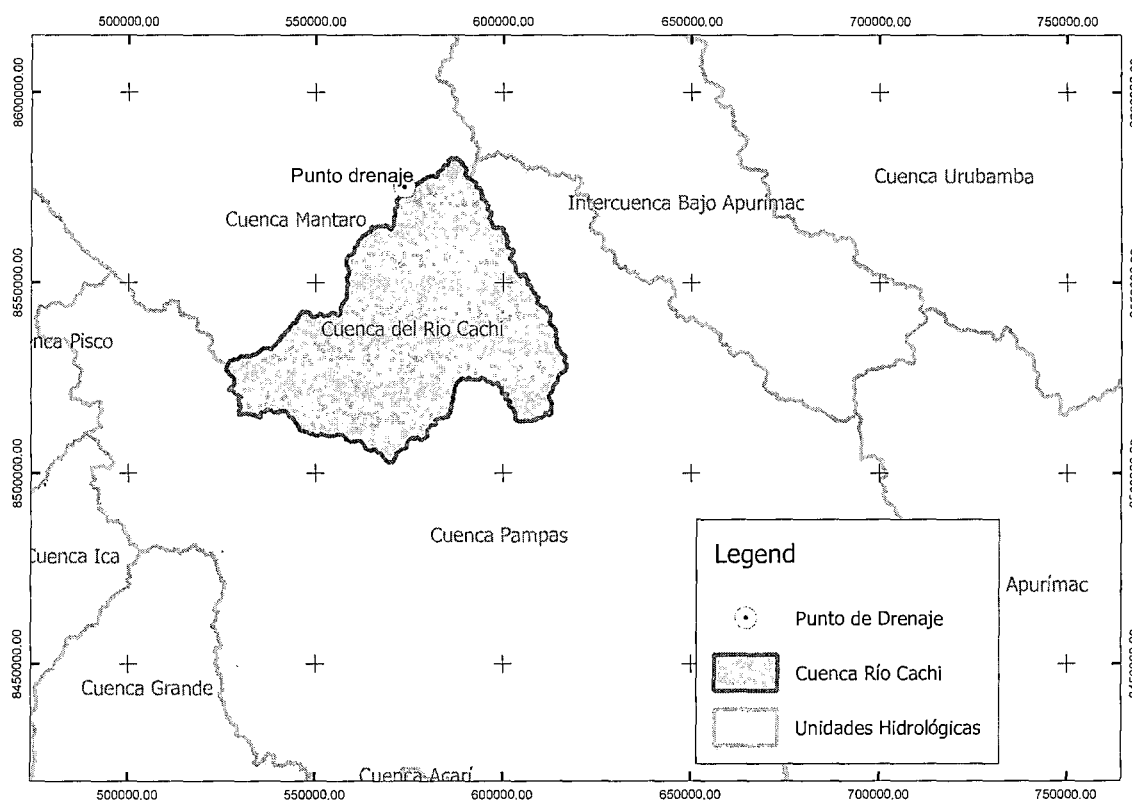 500000,00 550000,00 600000,00 650000,00 700000,00 750000,00
8600000,00
Punto drenaje
Cuenca Urubamba
Intercuenca Bajo Apurímac
Cuenca Mantaro
8550000,00
Cuenca del Río Cachi
nca Pisco
8500000,00
Cuenca Pampas
Cuenca Ica
Legend
Apurímac
Punto de Drenaje
8450000,00
Cuenca Río Cachi
Cuenca Grande
Unidades Hidrológicas
Cuenca Acarí
500000,00 550000,00 600000,00 650000,00 700000,00 750000,00